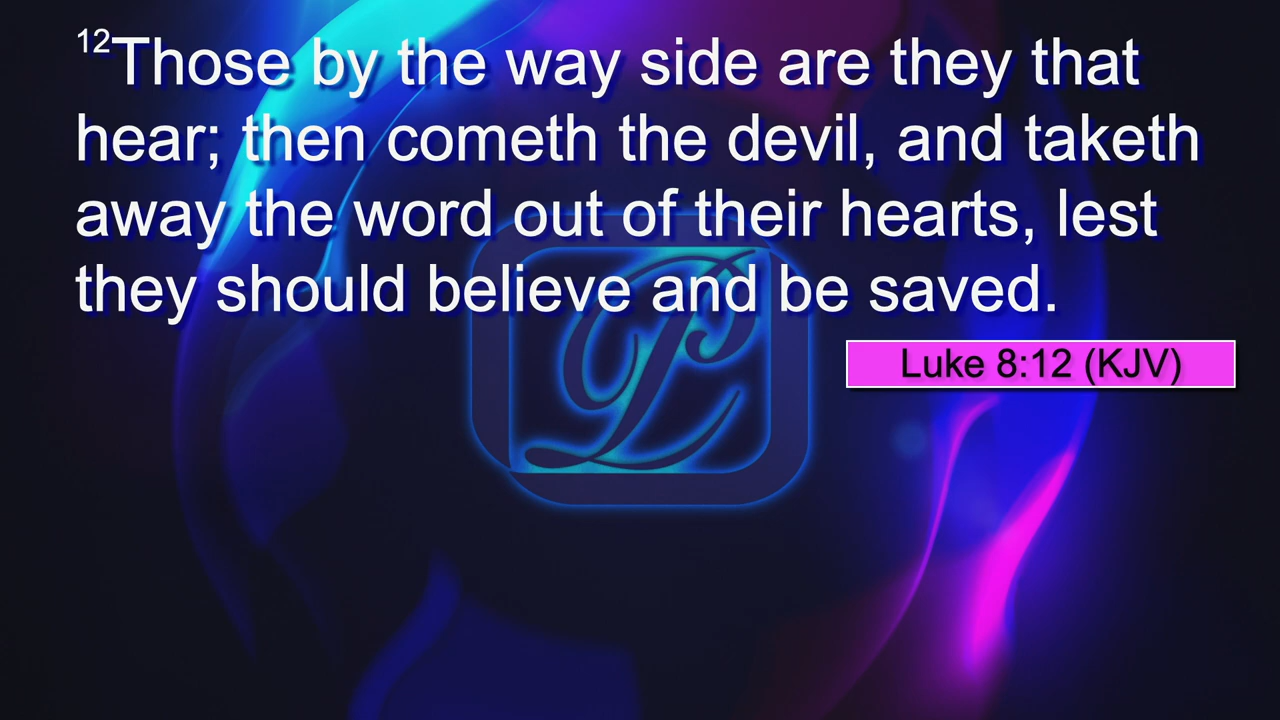 12Those by the way side are they that
hear; then cometh the devil, and taketh
away the word out of their hearts, lest
they should believe and be saved.
Luke 8:12 (KJV)